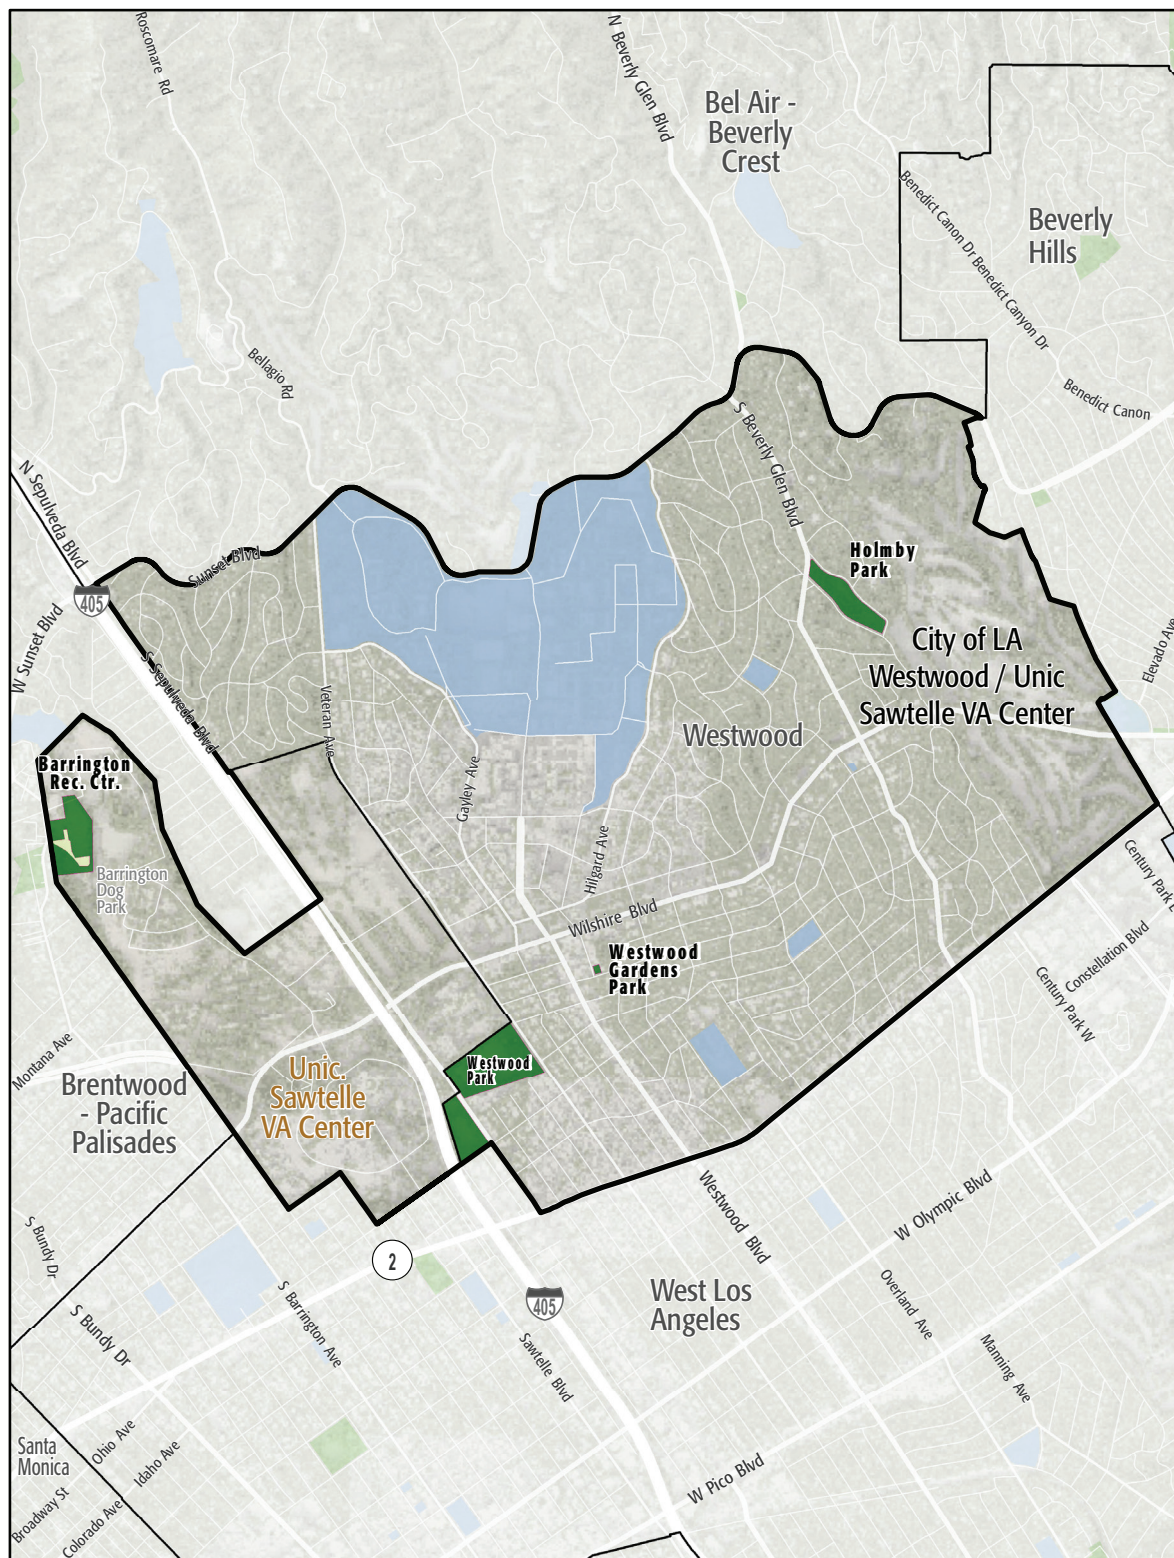 Roscomare Rd
N Beverly Glen Blvd
Bel Air -
Beverly
Crest
Benedict Canon Dr
Benedict Canyon Dr
Beverly
Hills
Benedict Canon
Bellagio Rd
S Beverly Glen Blvd
N Sepulveda Blvd
Sunset Blvd
405
W Sunset Blvd
S Sepulveda Blvd
Holmby
Park
City of LA
Westwood / Unic
Sawtelle VA Center
Elevado Ave
Veteran Ave
Westwood
Barrington
Rec. Ctr.
Gayley Ave
Barrington
Dog
Park
Hilgard Ave
Wilshire Blvd
Westwood
Gardens
Park
Century Park E
Constellation Blvd
Century Park W
Montana Ave
Westwood
Park
Unic.
Sawtelle
VA Center
Brentwood
- Pacific
Palisades
Westwood Blvd
W Olympic Blvd
S Bundy Dr
2
S Barrington Ave
West Los
Angeles
405
Overland Ave
Manning Ave
S Bundy Dr
Sawtelle Blvd
Santa
Monica
Ohio Ave
Idaho Ave
Broadway St
Colorado Ave
W Pico Blvd